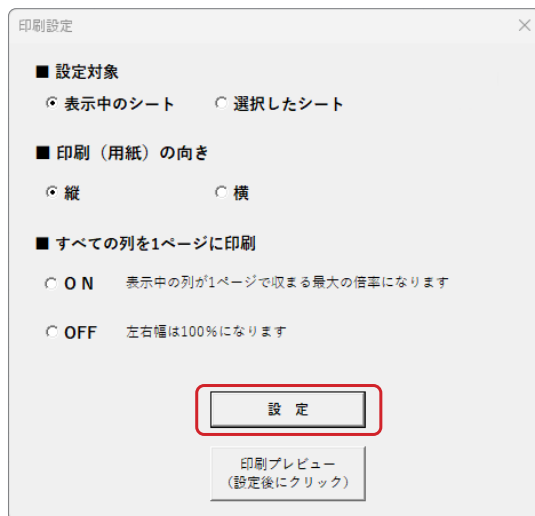 印刷設定
■ 設定対象
表示中のシート 選択したシート
■ 印刷（用紙）の向き
縦 横
■ すべての列を1ページに印刷
ON 表示中の列が1ページで収まる最大の倍率になります
OFF 左右幅は100%になります
設 定
印刷プレビュー
（設定後にクリック）